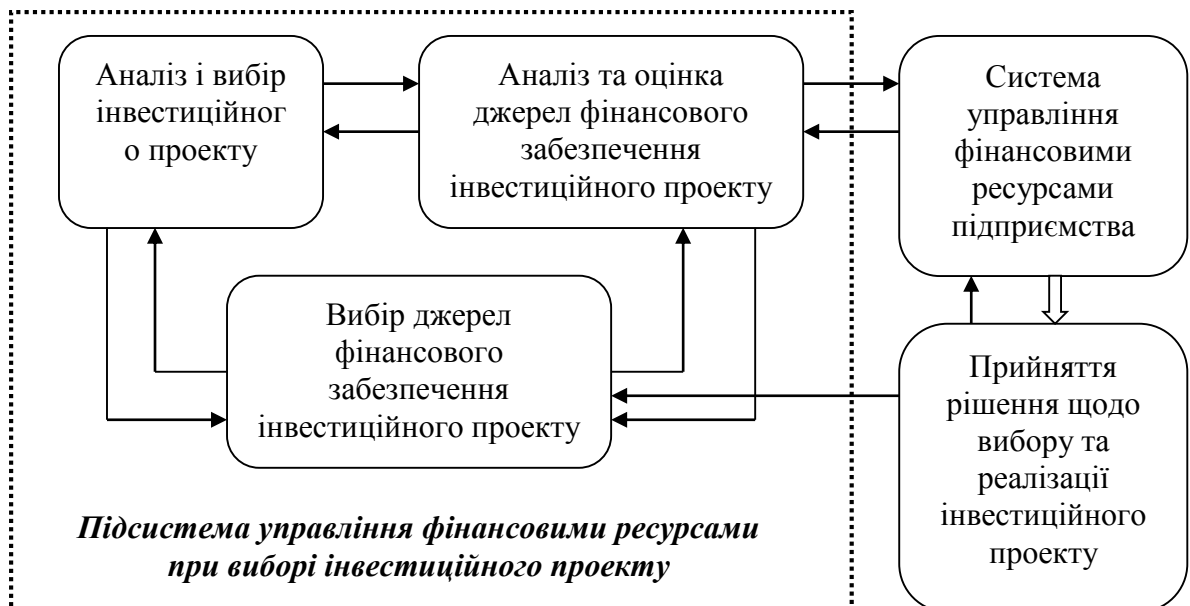 Аналіз і вибір
інвестиційног
о проекту
Аналіз та оцінка
джерел фінансового
забезпечення
інвестиційного проекту
Система
управління
фінансовими
ресурсами
підприємства
Вибір джерел
фінансового
забезпечення
інвестиційного проекту
Прийняття
рішення щодо
вибору та
реалізації
інвестиційного
проекту
Підсистема управління фінансовими ресурсами
при виборі інвестиційного проекту